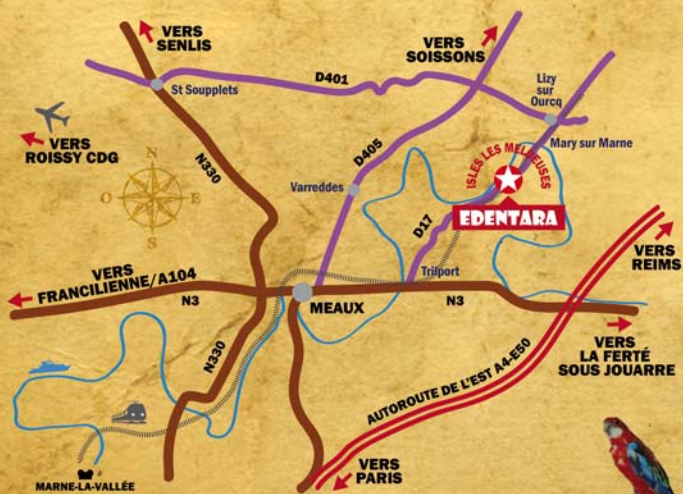 VERS
SENLIS
VERS
SOISSONS
D401
St Soupplets
Lizy
sur
Ourcq
VERS
ROISSY CDG
N330
D405
Mary sur Marne
ISLES LES MELDEUSES
N
O E
S
Varreddes
EDENTARA
D17
VERS
REIMS
VERS
FRANCILIENNE/A104
N3
Trilport
MEAUX
N3
N330
VERS
LA FERTÉ
SOUS JOUARRE
AUTOROUTE DE L'EST A4-E50
VERS
PARIS
MARNE-LA-VALLÉE